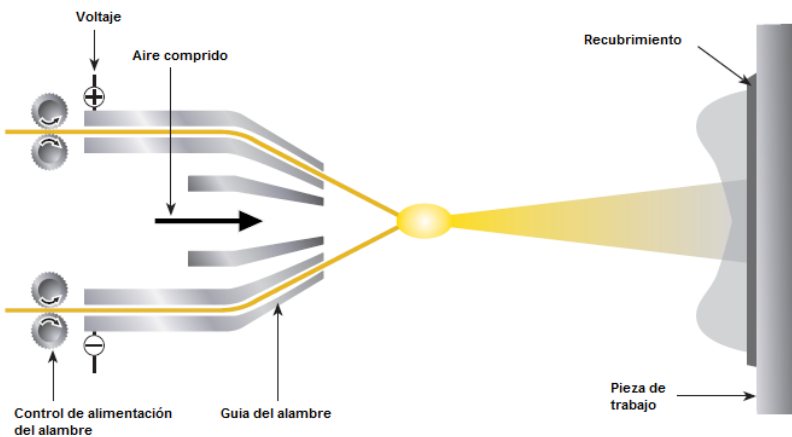 Voltaje
Aire comprido
Recubrimiento
Control de alimentación
del alambre
Guia del alambre
Pieza de
trabajo